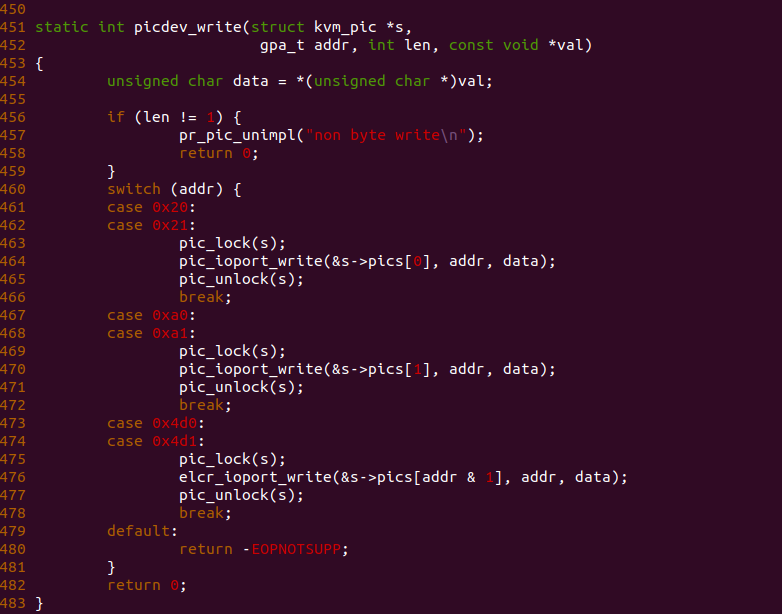 450
451 static int picdev_write(struct kvm_pic *s,
452                          gpa_t addr, int len, const void *val)
453 {
454         unsigned char data = *(unsigned char *)val;
455
456         if (len != 1) {
457                 pr_pic_unimpl("non byte write\n");
458                 return 0;
459         }
460         switch (addr) {
461         case 0x20:
462         case 0x21:
463                 pic_lock(s);
464                 pic_ioport_write(&s->pics[0], addr, data);
465                 pic_unlock(s);
466                 break;
467         case 0xa0:
468         case 0xa1:
469                 pic_lock(s);
470                 pic_ioport_write(&s->pics[1], addr, data);
471                 pic_unlock(s);
472                 break;
473         case 0x4d0:
474         case 0x4d1:
475                 pic_lock(s);
476                 elcr_ioport_write(&s->pics[addr & 1], addr, data);
477                 pic_unlock(s);
478                 break;
479         default:
480                 return -EOPNOTSUPP;
481         }
482         return 0;
483 }